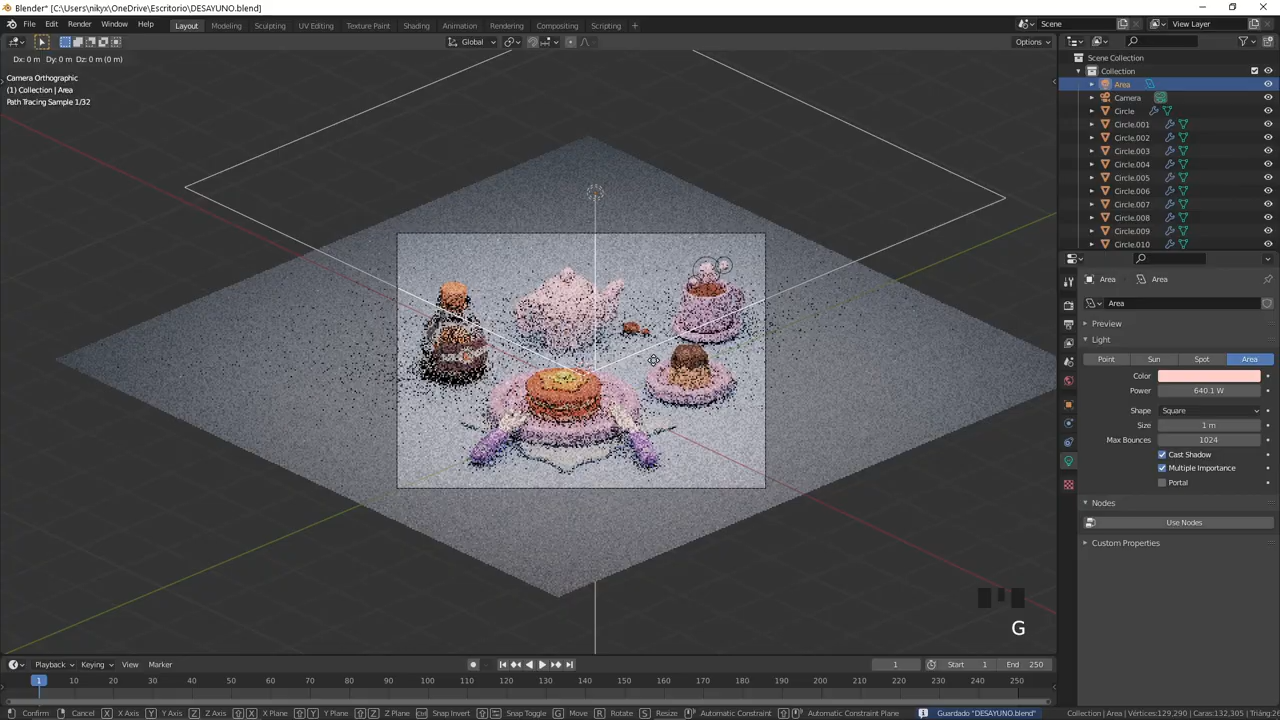 Blender* [C:\Users\nikyx\OneDrive\Escritorio\DESAYUNO.blend]
File Edit Render Window Help Layout Modeling Sculpting UV Editing Texture Paint Shading Animation Rendering Compositing Scripting + Scene View Layer
Global Options
Dx: 0 m Dy: 0 m Dz: 0 m (0 m)
Camera Orthographic
(1) Collection | Area
Path Tracing Sample 1/32
Scene Collection
Collection
Area
Camera
Circle
Circle.001
Circle.002
Circle.003
Circle.004
Circle.005
Circle.006
Circle.007
Circle.008
Circle.009
Circle.010
Area Area
Area
Preview
Light
Point Sun Spot Area
Color
Power 640.1 W
Shape Square
Size 1 m
Max Bounces 1024
Cast Shadow
Multiple Importance
Portal
Nodes
Use Nodes
Custom Properties
G
Playback Keying View Marker 1 Start 1 End 250
1 10 20 30 40 50 60 70 80 90 100 110 120 130 140 150 160 170 180 190 200 210 220 230 240 250
Confirm Cancel X X Axis Y Y Axis Z Z Axis X X Plane Y Y Plane Z Z Plane Snap Invert Snap Toggle G Move R Rotate S Resize Automatic Constraint Automatic Constraint Plane Guardado "DESAYUNO.blend" Collection | Area | Vértices:129,290 | Caras:132,305